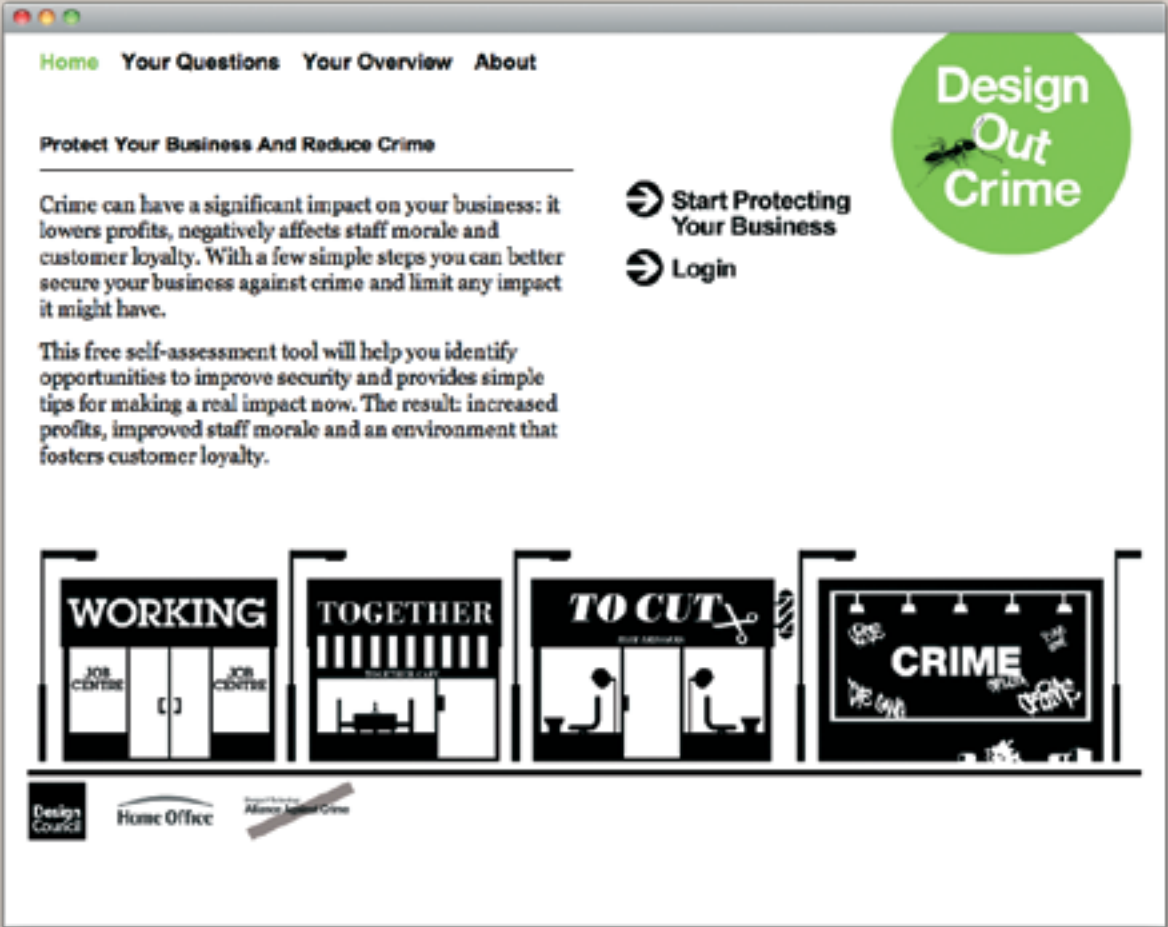 Home Your Questions Your Overview About
Design
Out
Crime
Protect Your Business And Reduce Crime
Crime can have a significant impact on your business: it
lowers profits, negatively affects staff morale and
customer loyalty. With a few simple steps you can better
secure your business against crime and limit any impact
it might have.
This free self-assessment tool will help you identify
opportunities to improve security and provides simple
tips for making a real impact now. The result: increased
profits, improved staff morale and an environment that
fosters customer loyalty.
Start Protecting
Your Business
Login
WORKING
JOB
CENTRE
JOB
CENTRE
TOGETHER
TOGETHER CAFE
TO CUT
CRIME
Design
Council
Home Office
Alliance Against Crime